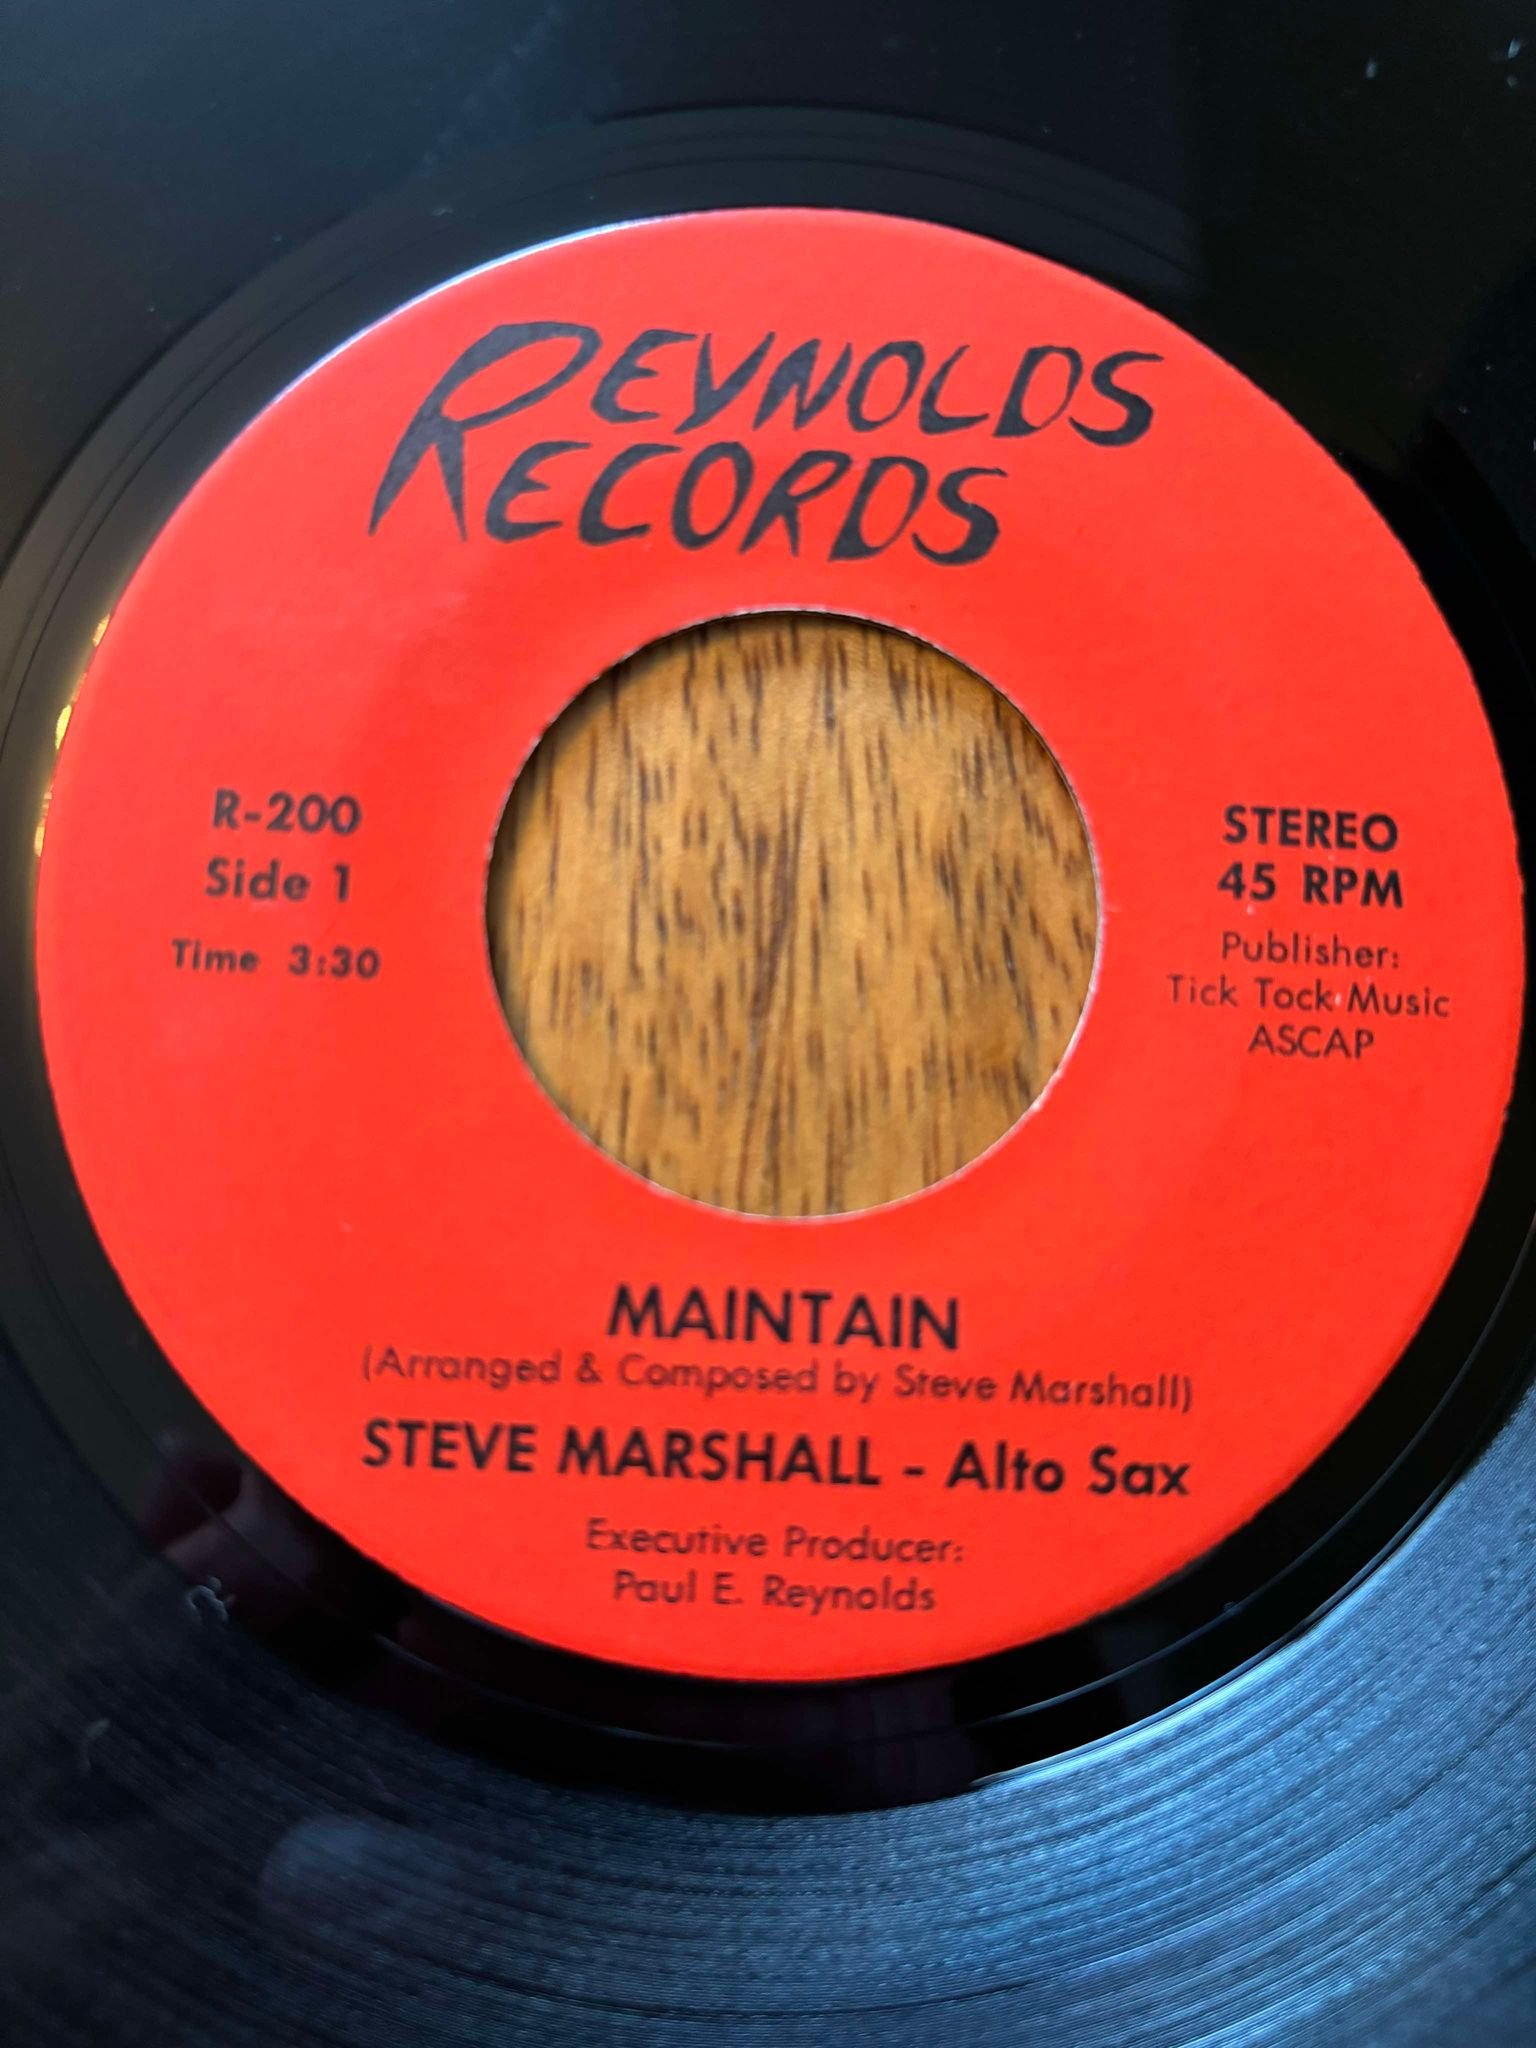 REYNOLDS
RECORDS
R-200
Side 1
Time 3:30
STEREO
45 RPM
Publisher:
Tick Tock Music
ASCAP
MAINTAIN
(Arranged & Composed by Steve Marshall)
STEVE MARSHALL - Alto Sax
Executive Producer:
Paul E. Reynolds